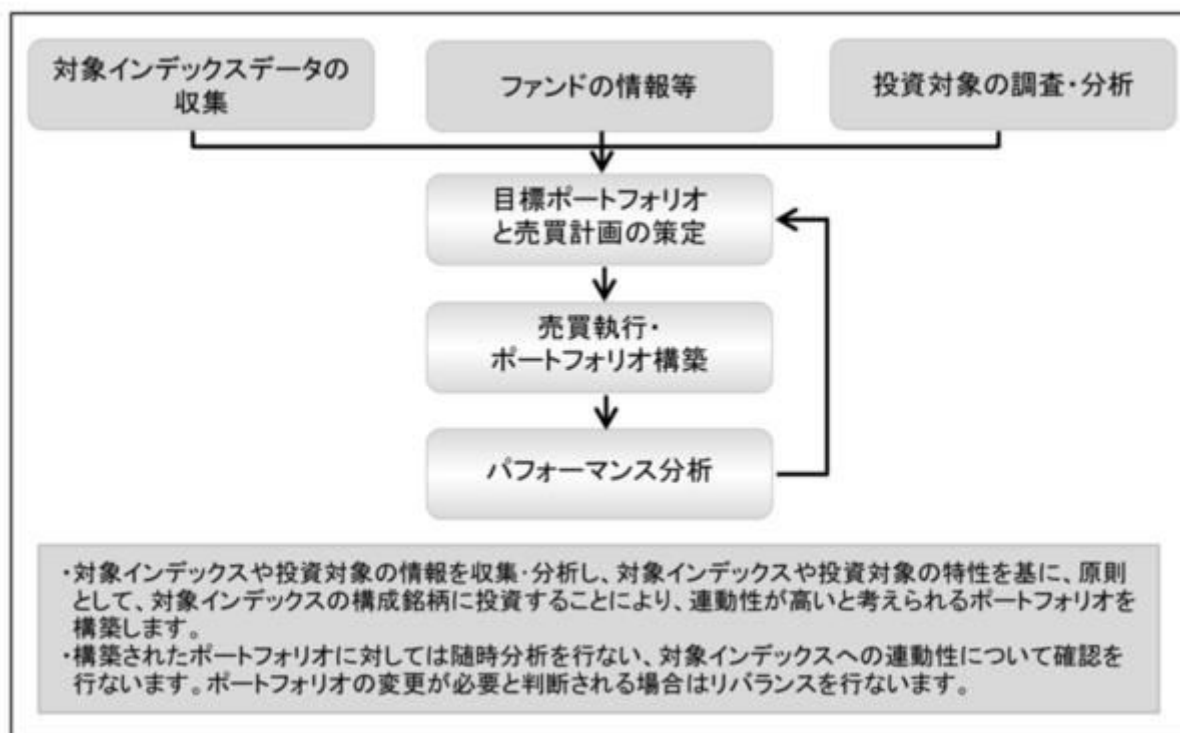 対象インデックスデータの
収集
ファンドの情報等
投資対象の調査・分析
目標ポートフォリオ
と売買計画の策定
売買執行・
ポートフォリオ構築
パフォーマンス分析
・対象インデックスや投資対象の情報を収集・分析し、対象インデックスや投資対象の特性を基に、原則
として、対象インデックスの構成銘柄に投資することにより、連動性が高いと考えられるポートフォリオを
構築します。
・構築されたポートフォリオに対しては随時分析を行ない、対象インデックスへの連動性について確認を
行ないます。ポートフォリオの変更が必要と判断される場合はリバランスを行ないます。